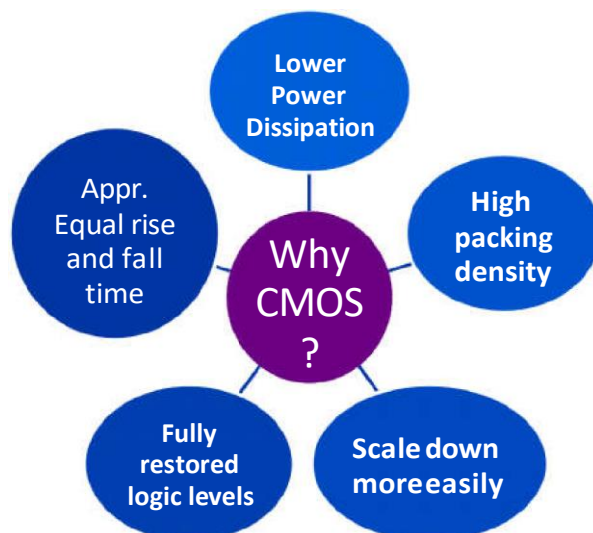 Lower
Power
Dissipation
Appr.
Equal rise
and fall
time
High
packing
density
Why
CMOS
?
Fully
restored
logic levels
Scale down
more easily